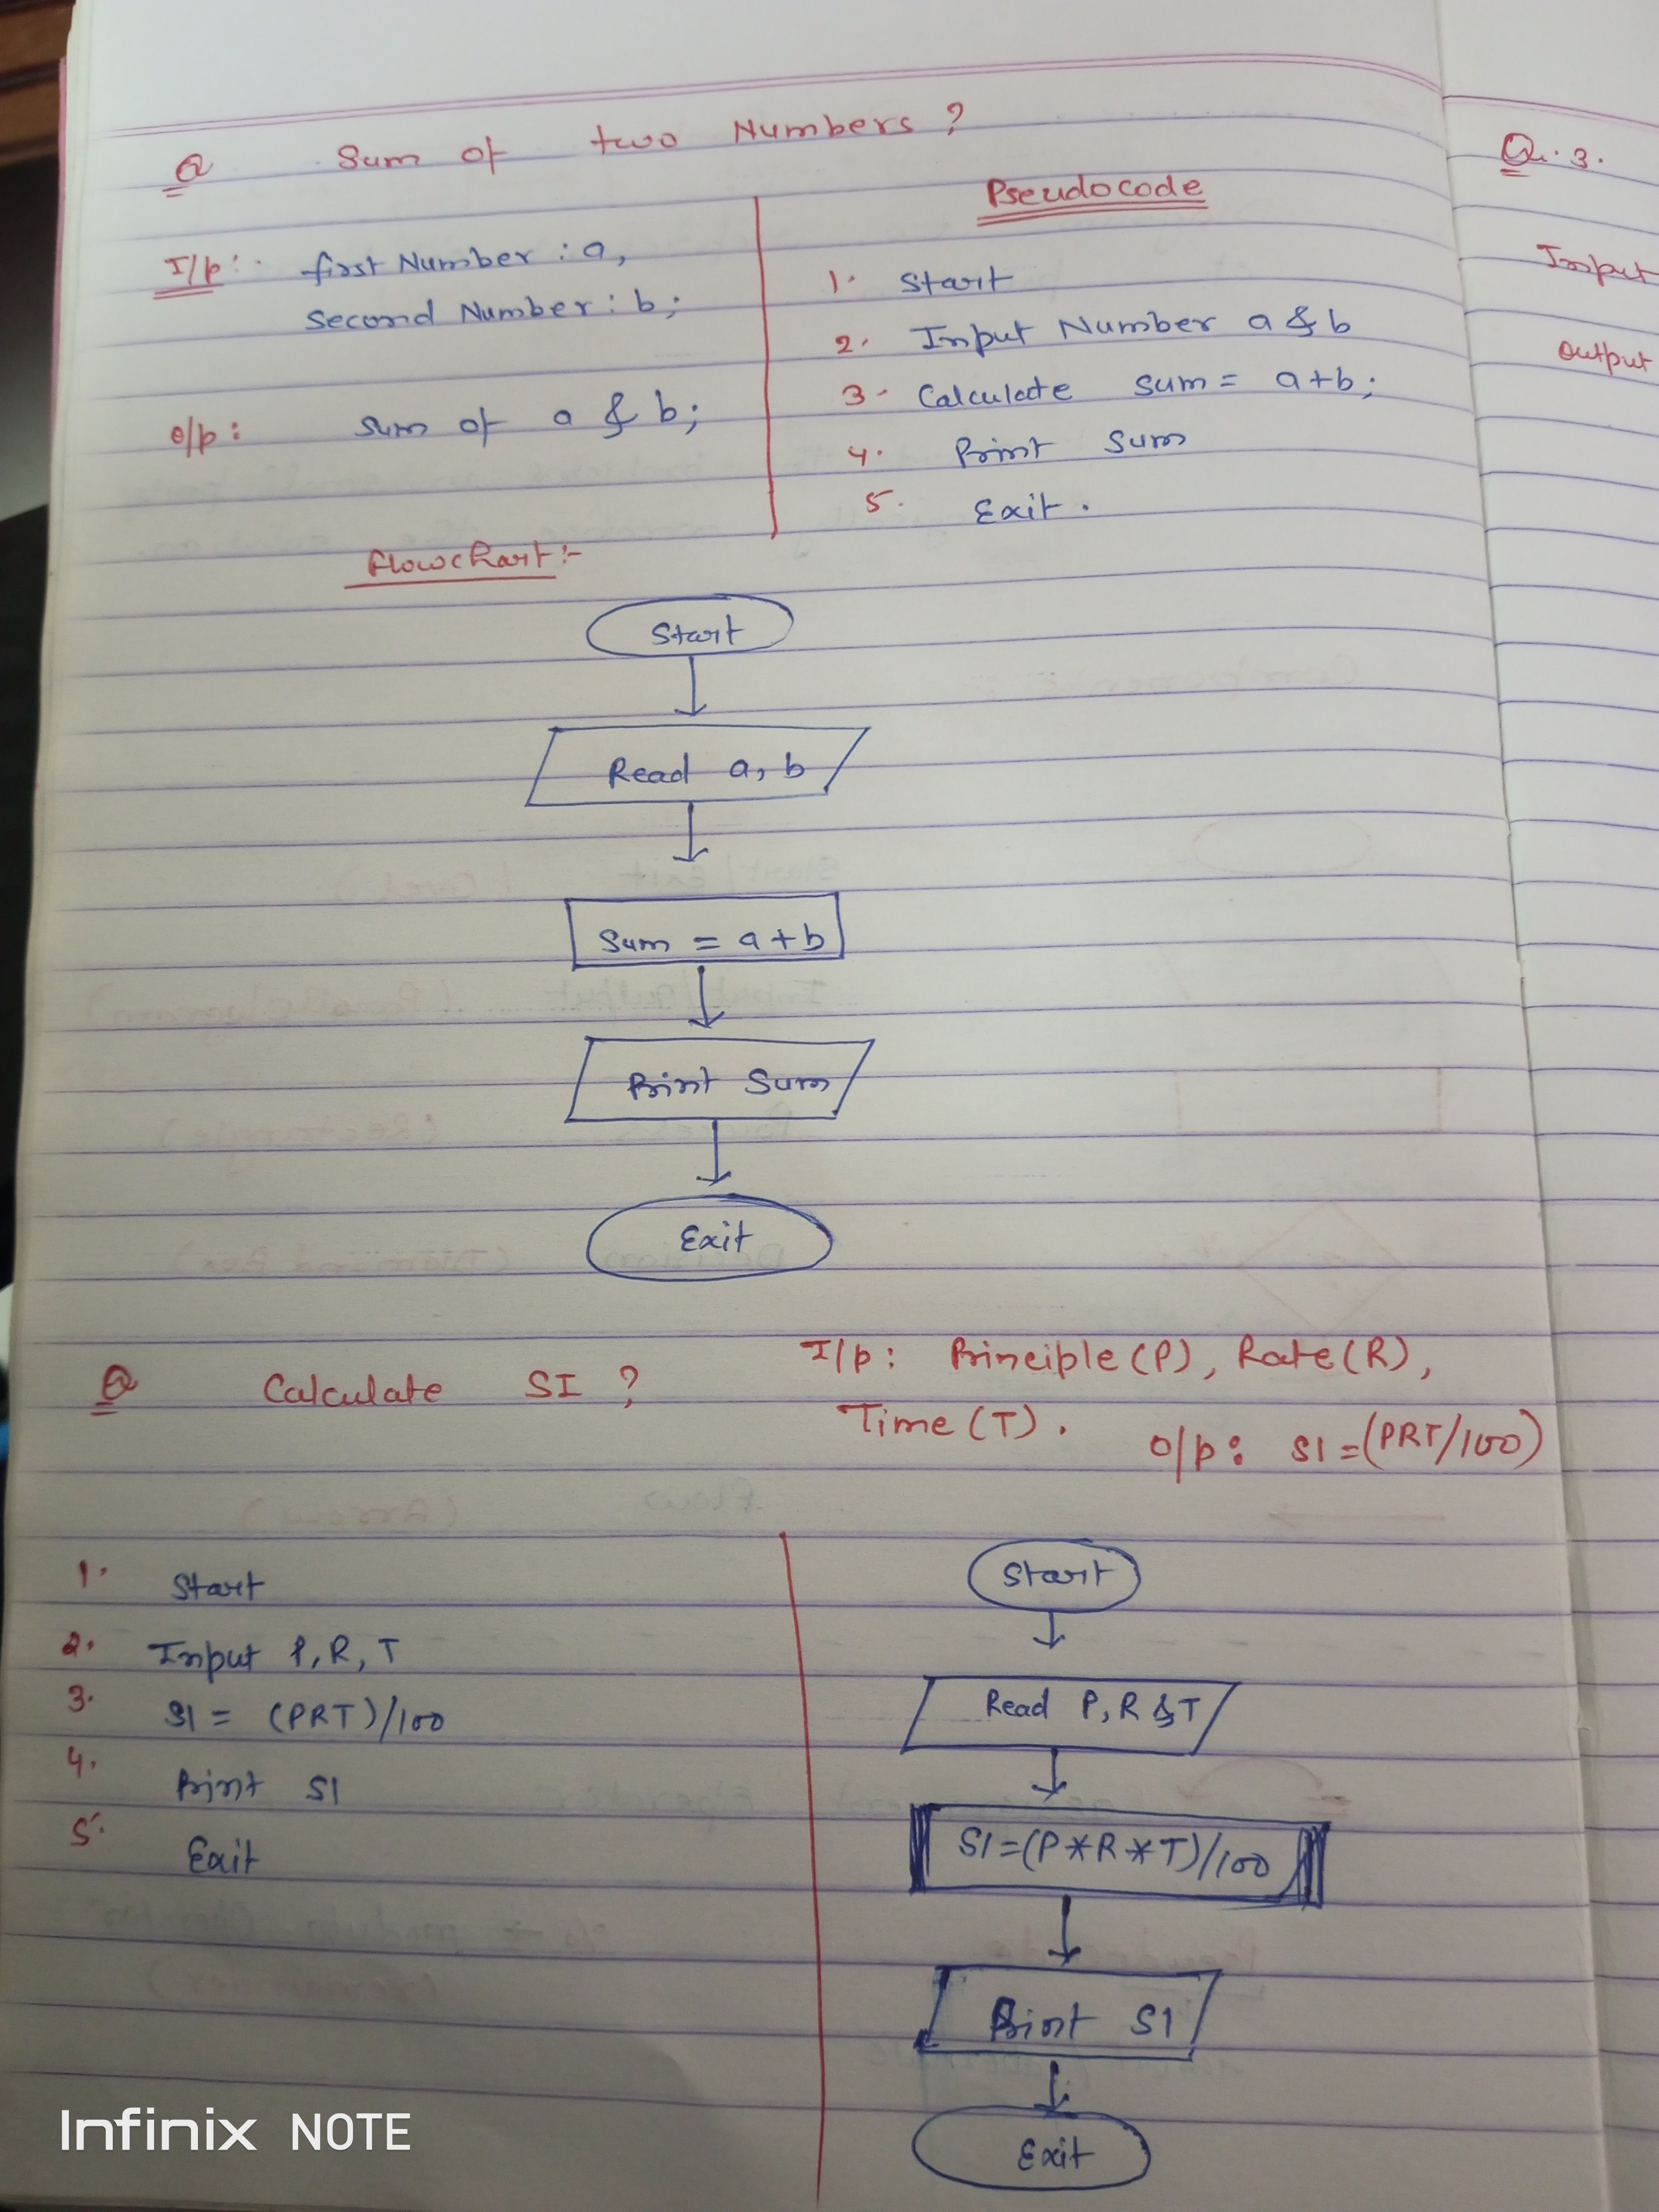 Q Sum of two Numbers ?
I/p: first Number : a,
Second Number : b;
o/p : Sum of a & b;
Pseudocode
1. Start
2. Input Number a & b
3. Calculate sum = a+b;
4. Print Sum
5. Exit.
Flowchart :-
Start
Read a, b
Sum = a+b
Print Sum
Exit
Q Calculate SI ?
I/p : Principle (P), Rate (R),
Time (T). o/p : SI = (PRT/100)
1. Start
2. Input P, R, T
3. SI = (PRT)/100
4. Print SI
5. Exit
Start
Read P, R & T
SI = (P*R*T)/100
Print SI
Exit
Q. 3.
Input
Output
Infinix NOTE